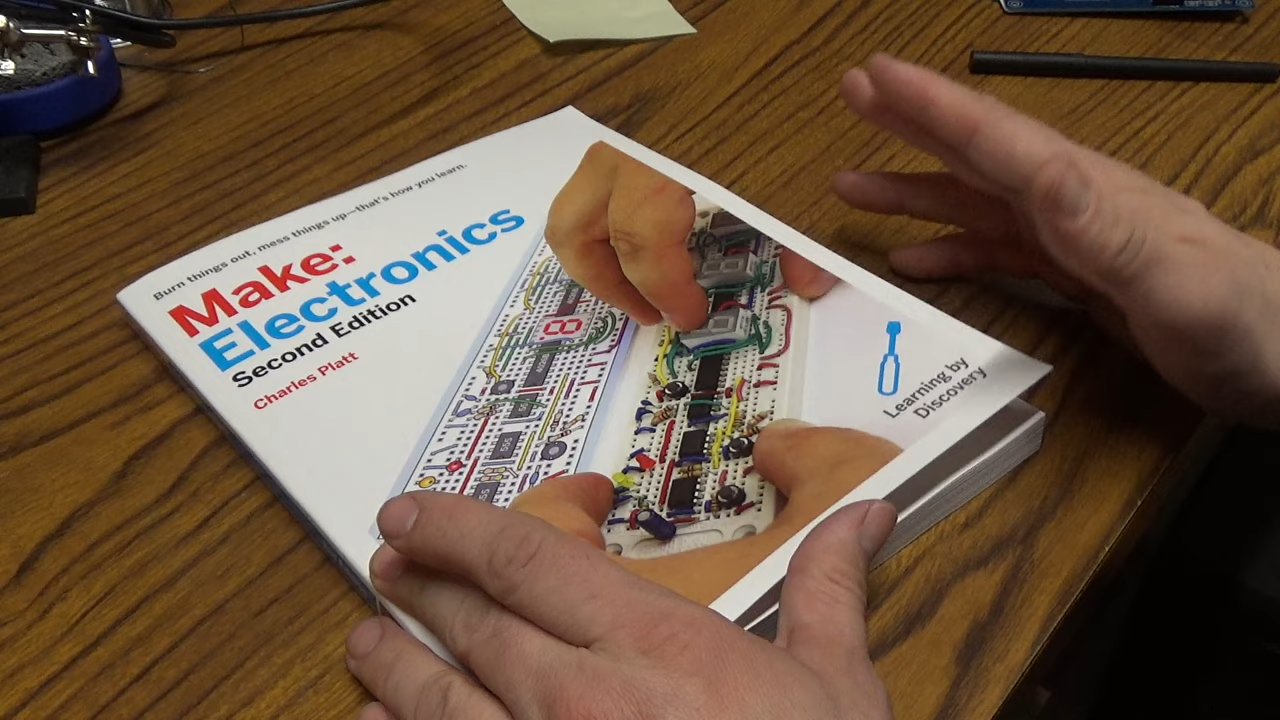 Burn things out, mess things up—that's how you learn.
Make:
Electronics
Second Edition
Charles Platt
Learning by
Discovery